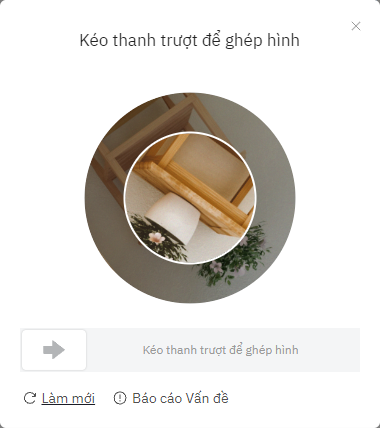 Kéo thanh trượt để ghép hình
Kéo thanh trượt để ghép hình
Làm mới
Báo cáo Vấn đề